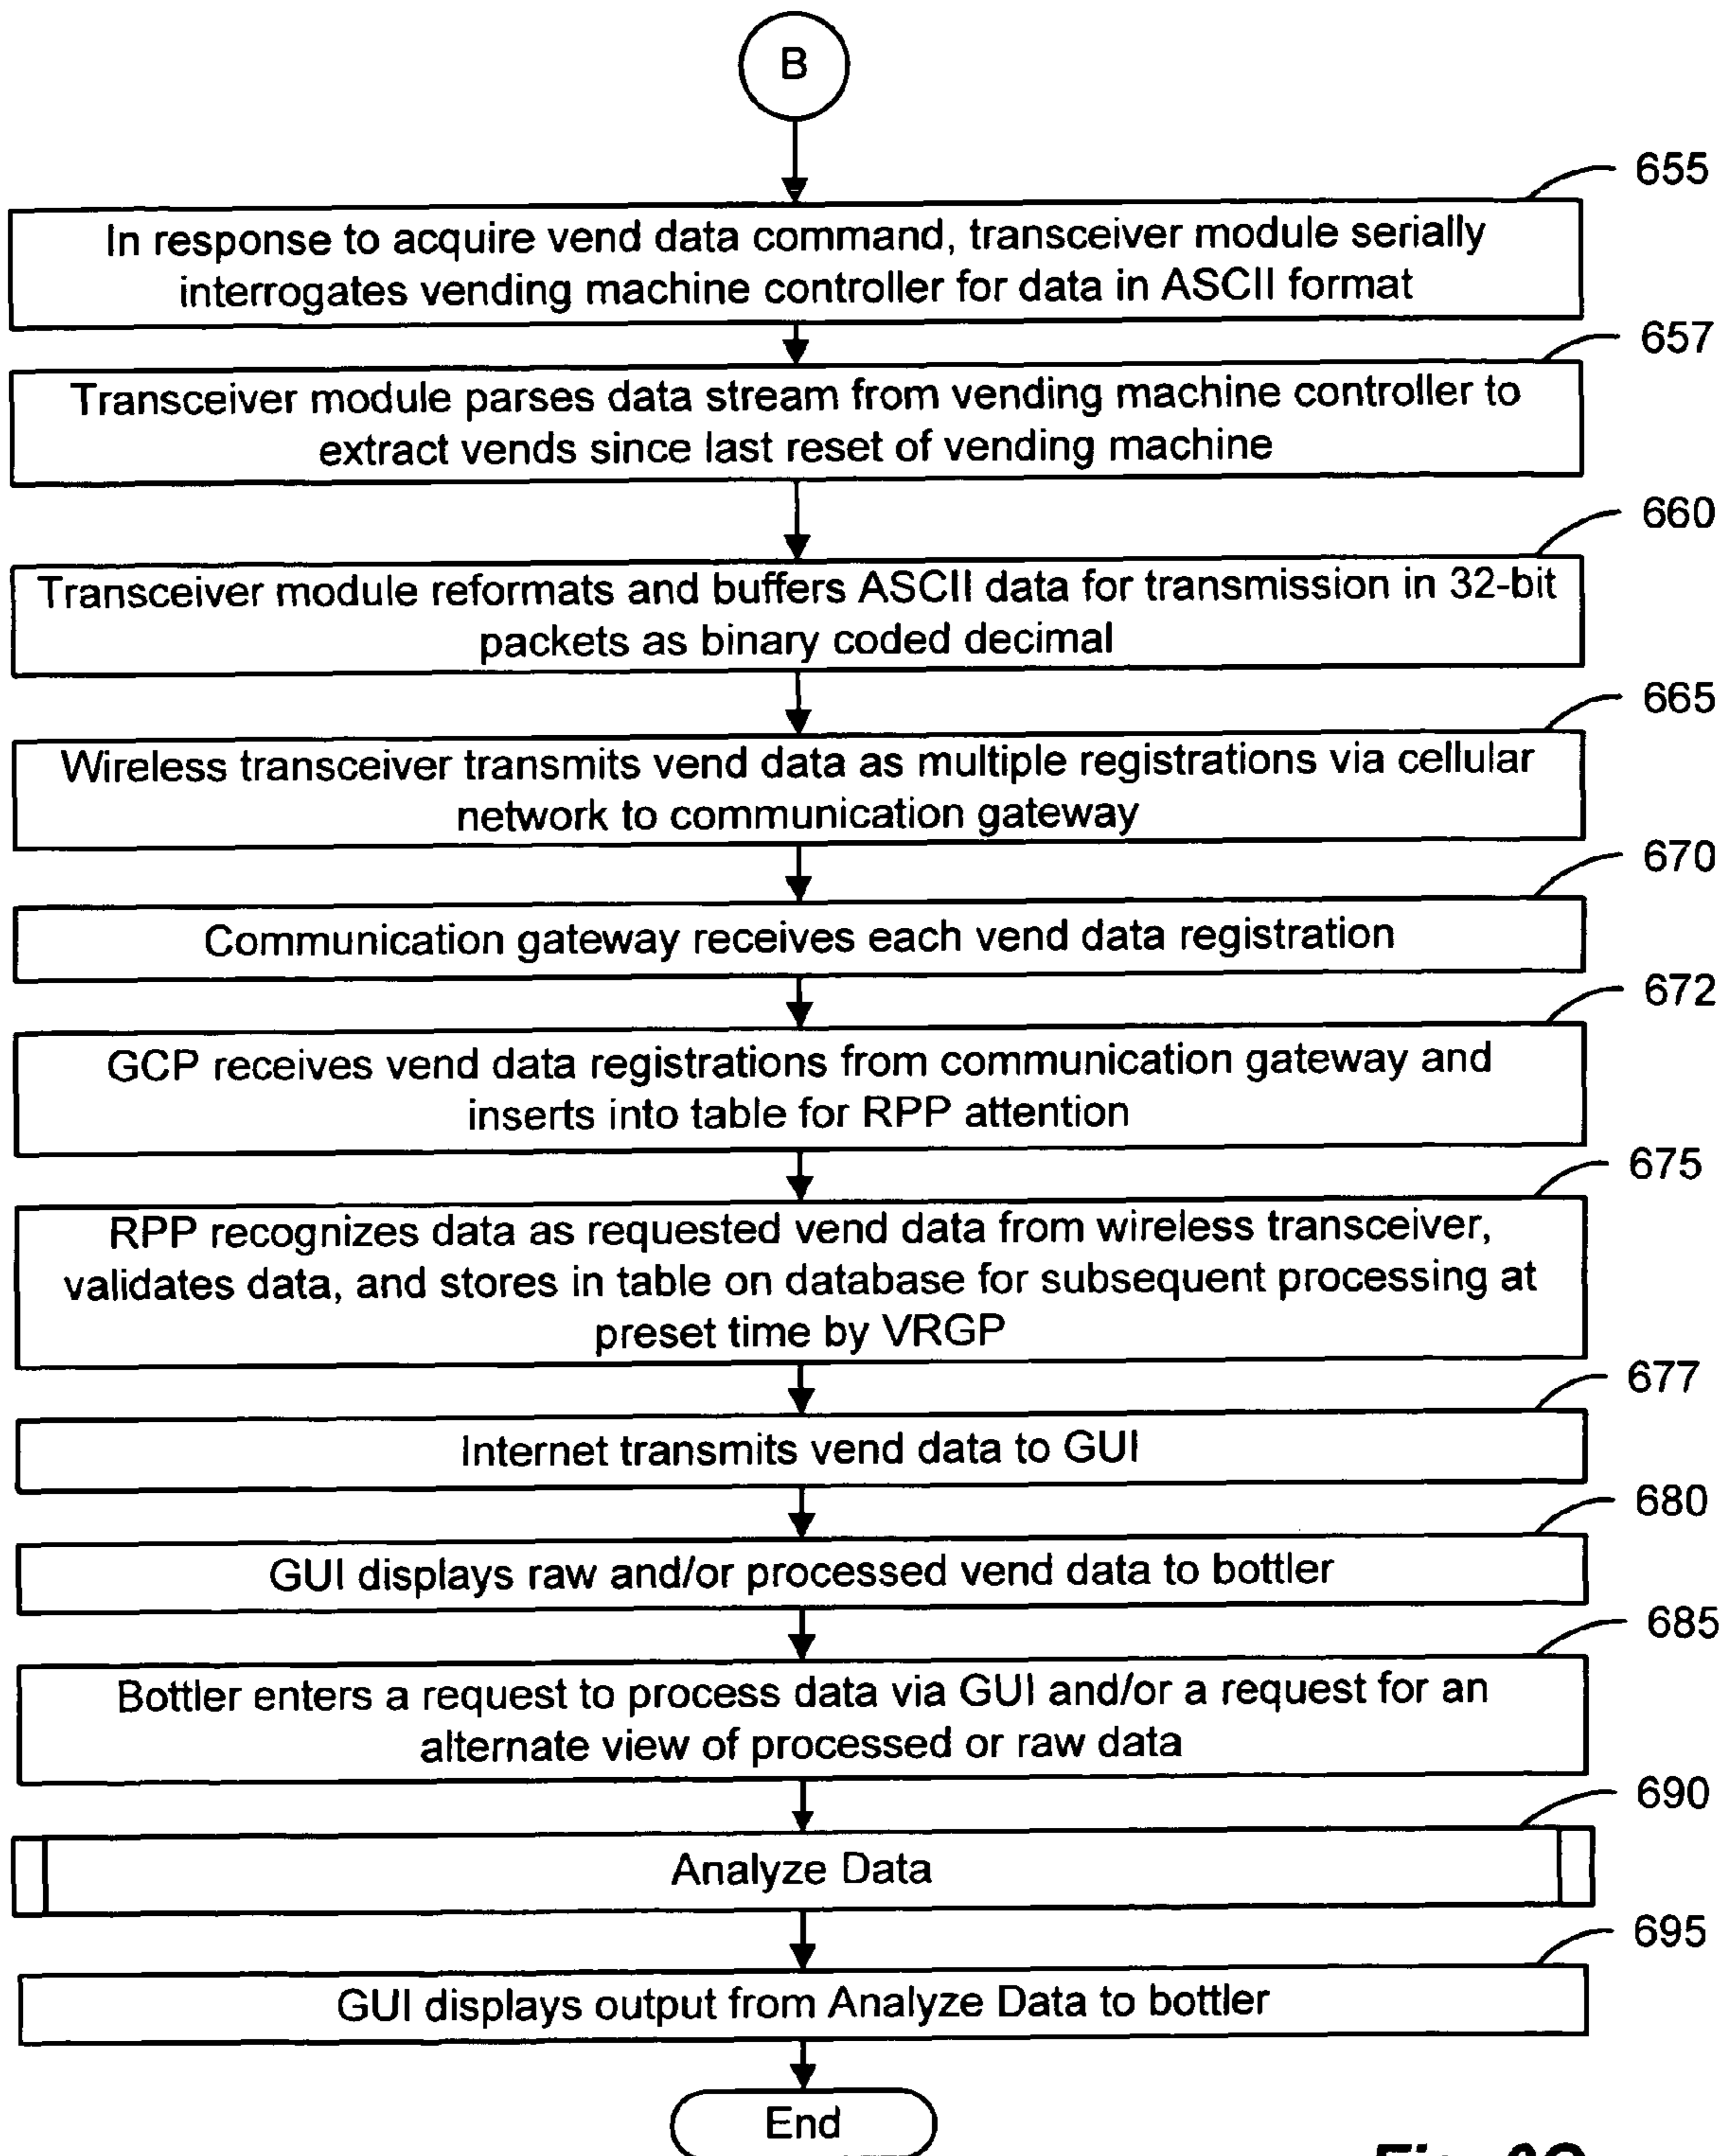 B
655
In response to acquire vend data command, transceiver module serially
interrogates vending machine controller for data in ASCII format
657
Transceiver module parses data stream from vending machine controller to
extract vends since last reset of vending machine
660
Transceiver module reformats and buffers ASCII data for transmission in 32-bit
packets as binary coded decimal
665
Wireless transceiver transmits vend data as multiple registrations via cellular
network to communication gateway
670
Communication gateway receives each vend data registration
672
GCP receives vend data registrations from communication gateway and
inserts into table for RPP attention
675
RPP recognizes data as requested vend data from wireless transceiver,
validates data, and stores in table on database for subsequent processing at
preset time by VRGP
677
Internet transmits vend data to GUI
680
GUI displays raw and/or processed vend data to bottler
685
Bottler enters a request to process data via GUI and/or a request for an
alternate view of processed or raw data
690
Analyze Data
695
GUI displays output from Analyze Data to bottler
End